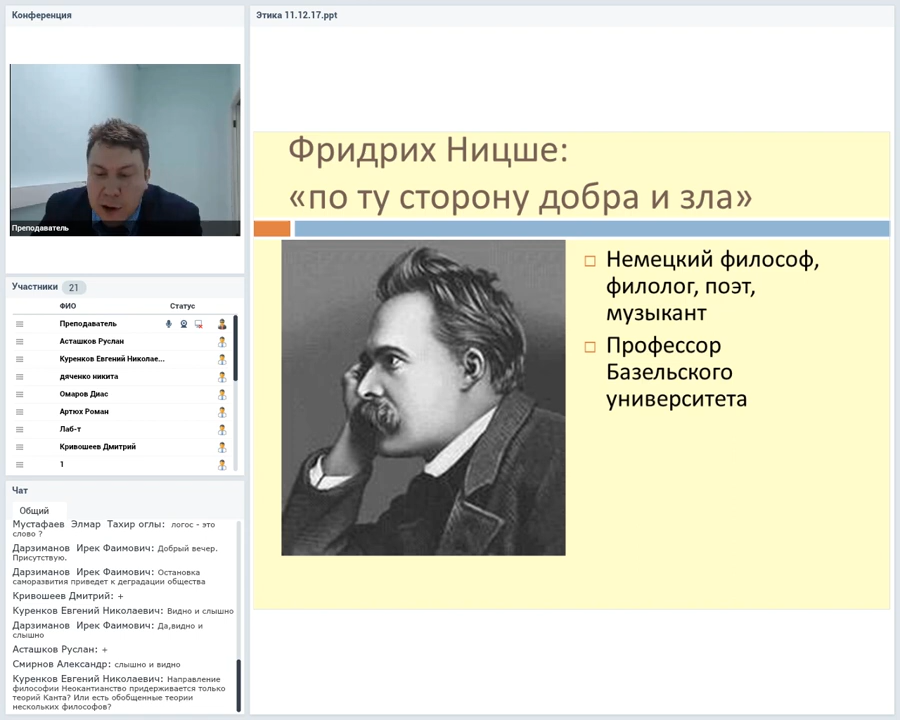 Конференция
Преподаватель
Участники 21
ФИО Статус
Преподаватель
Асташков Руслан
Куренков Евгений Николае...
дяченко никита
Омаров Диас
Артюх Роман
Лаб-т
Кривошеев Дмитрий
1
Чат
Общий
Мустафаев Элмар Тахир оглы: логос - это
слово ?
Дарзиманов Ирек Фаимович: Добрый вечер.
Присутствую.
Дарзиманов Ирек Фаимович: Остановка
саморазвития приведет к деградации общества
Кривошеев Дмитрий: +
Куренков Евгений Николаевич: Видно и слышно
Дарзиманов Ирек Фаимович: Да,видно и
слышно
Асташков Руслан: +
Смирнов Александр: слышно и видно
Куренков Евгений Николаевич: Направление
философии Неокантианство придерживается только
теорий Канта? Или есть обобщенные теории
нескольких философов?
Этика 11.12.17.ppt
Фридрих Ницше:
«по ту сторону добра и зла»
Немецкий философ,
филолог, поэт,
музыкант
Профессор
Базельского
университета